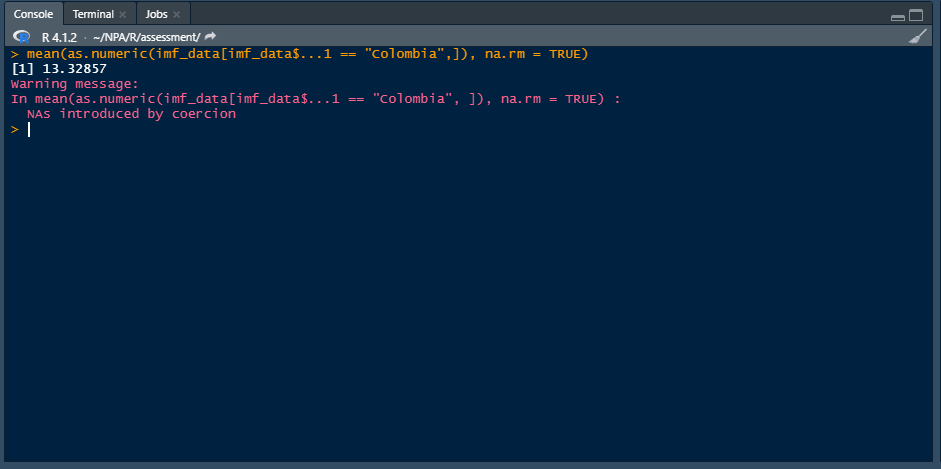 Console Terminal Jobs
R 4.1.2 · ~/NPA/R/assessment/
> mean(as.numeric(imf_data[imf_data$...1 == "Colombia",]), na.rm = TRUE)
[1] 13.32857
Warning message:
In mean(as.numeric(imf_data[imf_data$...1 == "Colombia", ]), na.rm = TRUE) :
  NAs introduced by coercion
>